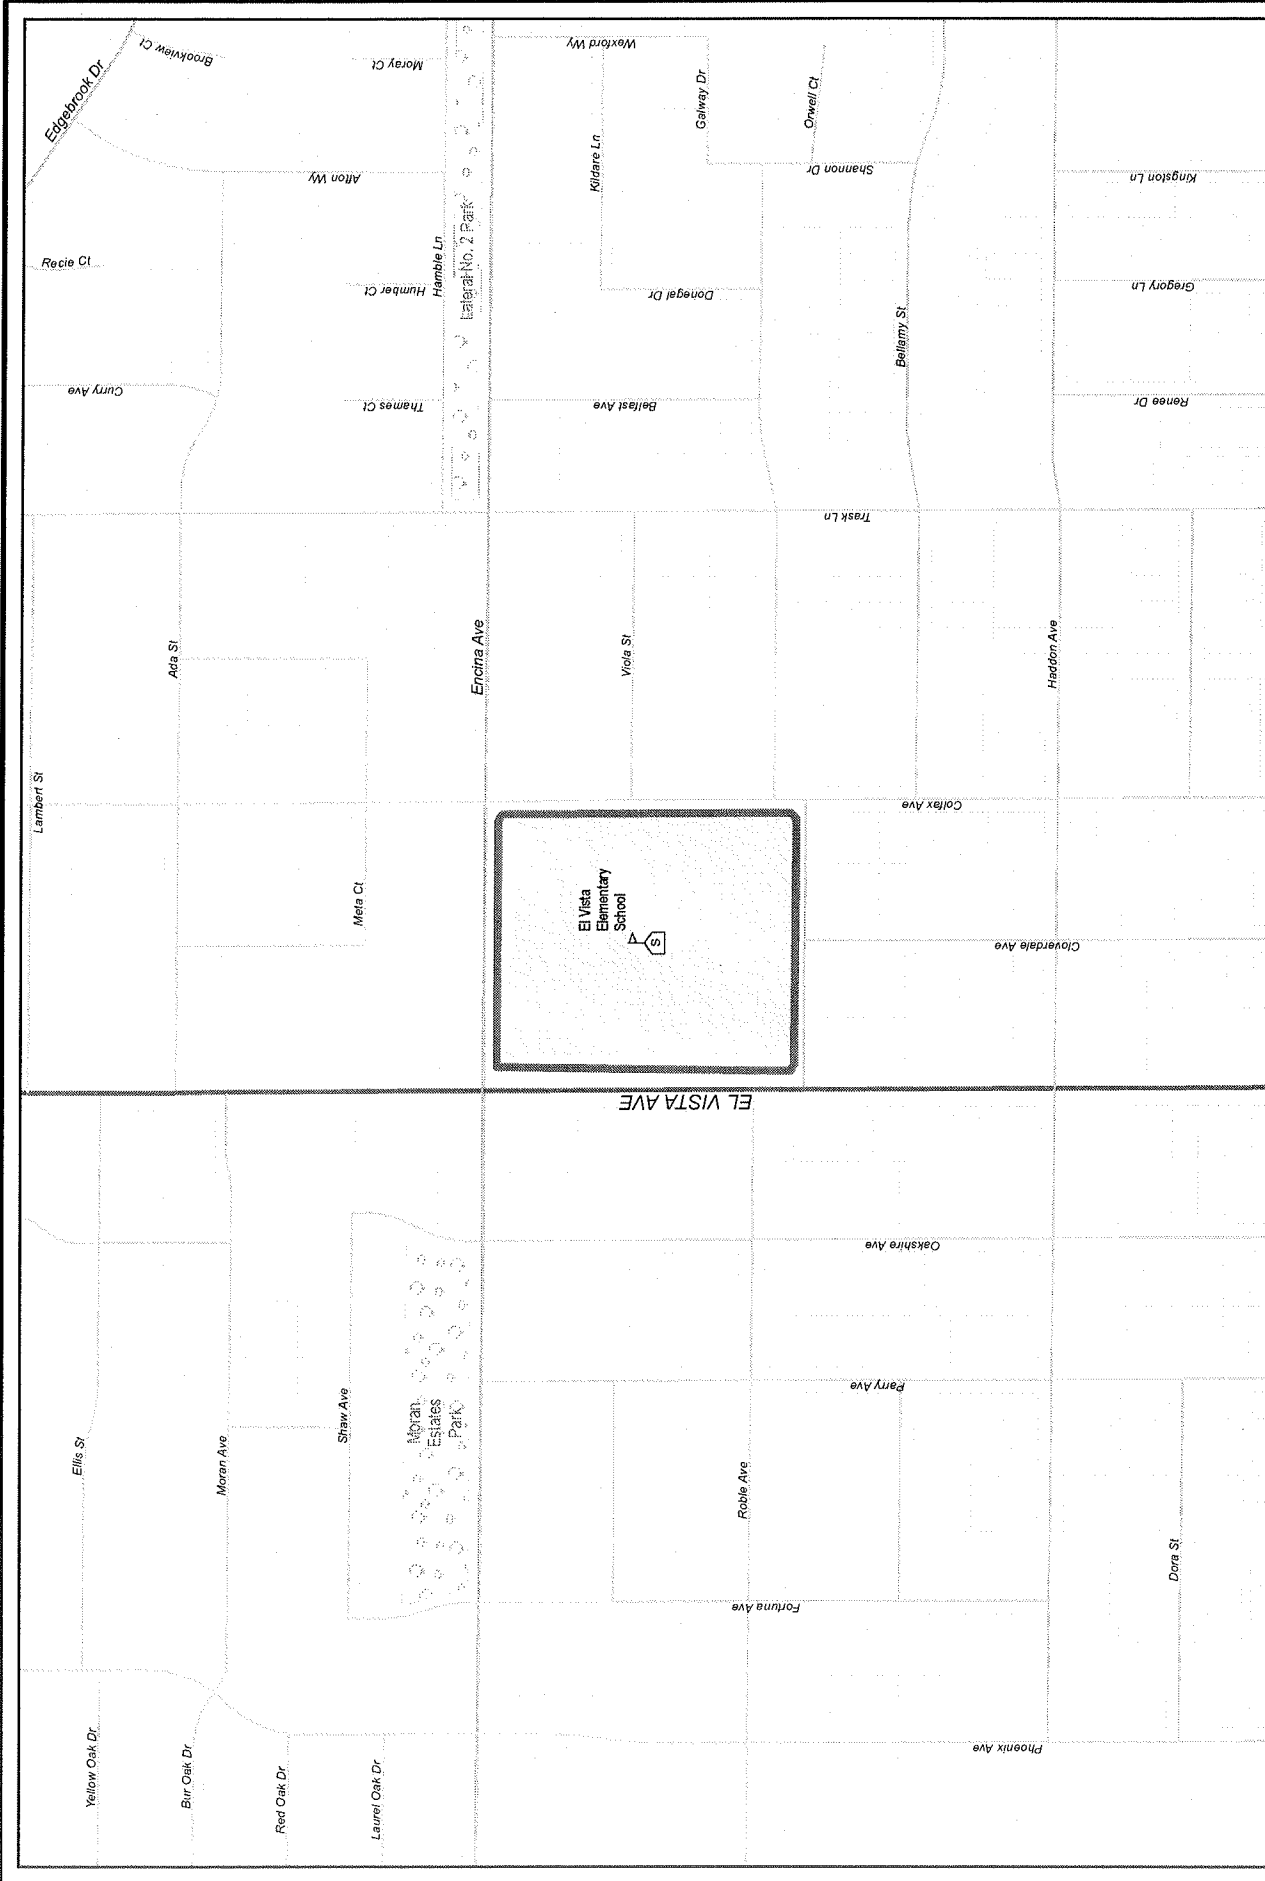 Edgebrook Dr
Brookview Ct
Moray Ct
Wexford Wy
Galway Dr
Orwell Ct
Kildare Ln
Afton Wy
Shannon Dr
Kingston Ln
Recie Ct
Hamble Ln
Lateral No. 2 Park
Humber Ct
Donegal Dr
Gregory Ln
Bellamy St
Curry Ave
Thames Ct
Belfast Ave
Renee Dr
Trask Ln
Ada St
Encina Ave
Viola St
Haddon Ave
Lambert St
Colfax Ave
Meta Ct
El Vista
Elementary
School
S
Cloverdale Ave
EL VISTA AVE
Oakshire Ave
Parry Ave
Shaw Ave
Moran
Estates
Park
Ellis St
Moran Ave
Roble Ave
Dora St
Fortuna Ave
Phoenix Ave
Yellow Oak Dr
Bur Oak Dr
Red Oak Dr
Laurel Oak Dr